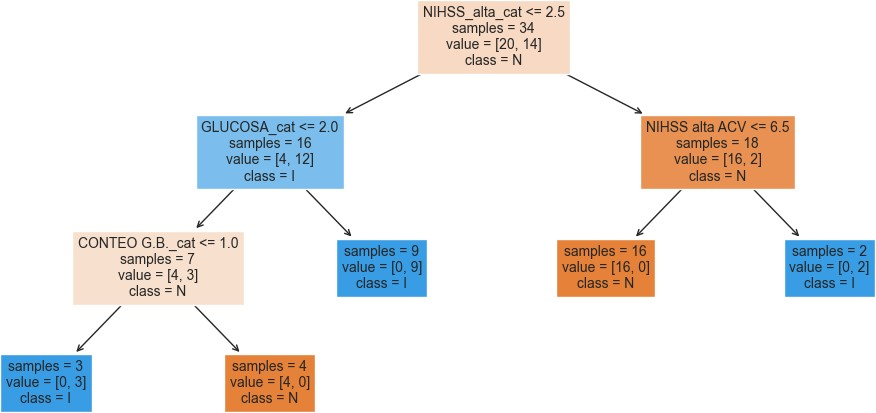 NIHSS_alta_cat <= 2.5
samples = 34
value = [20, 14]
class = N
GLUCOSA_cat <= 2.0
samples = 16
value = [4, 12]
class = I
NIHSS alta ACV <= 6.5
samples = 18
value = [16, 2]
class = N
CONTEO G.B._cat <= 1.0
samples = 7
value = [4, 3]
class = N
samples = 9
value = [0, 9]
class = I
samples = 16
value = [16, 0]
class = N
samples = 2
value = [0, 2]
class = I
samples = 3
value = [0, 3]
class = I
samples = 4
value = [4, 0]
class = N